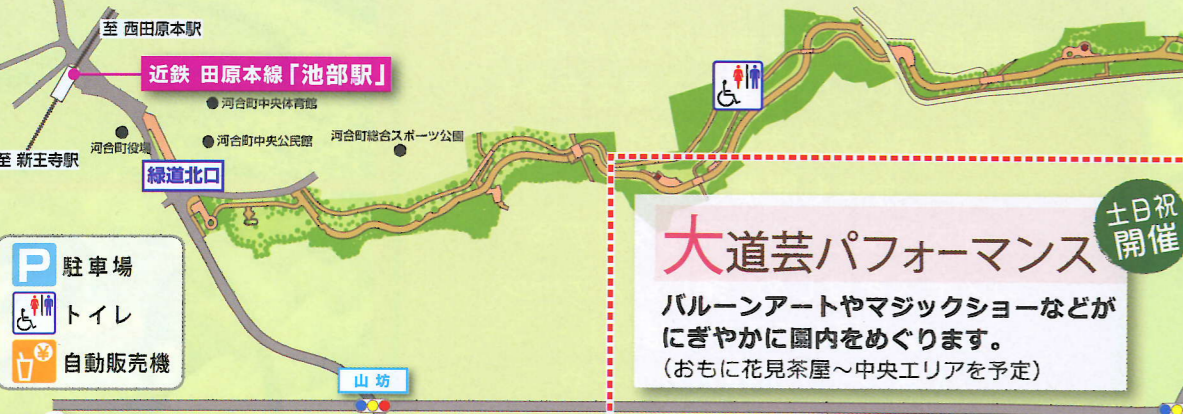 至 西田原本駅
近鉄 田原本線「池部駅」
河合町中央体育館
河合町役場
河合町中央公民館
河合町総合スポーツ公園
至 新王寺駅
緑道北口
P 駐車場
トイレ
自動販売機
山坊
土日祝
開催
大道芸パフォーマンス
バルーンアートやマジックショーなどが
にぎやかに園内をめぐります。
(おもに花見茶屋～中央エリアを予定)